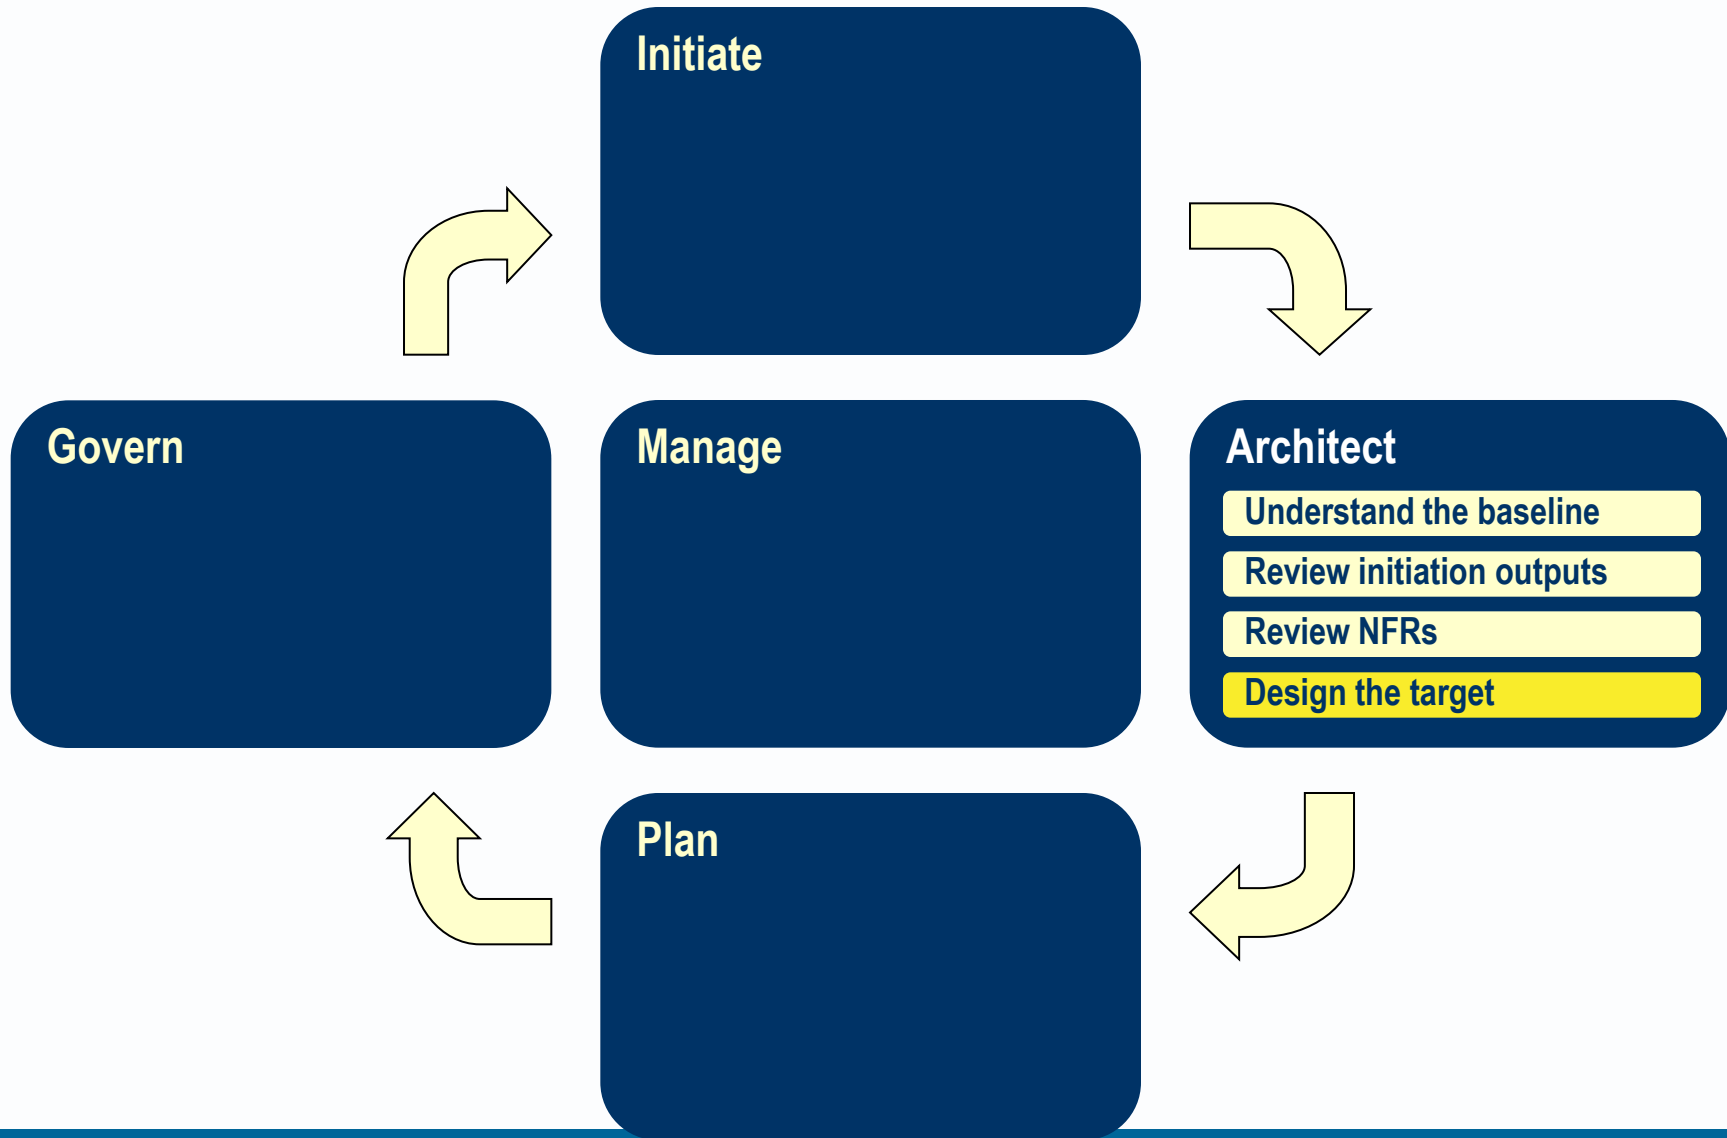 Initiate
Govern
Manage
Architect
Understand the baseline
Review initiation outputs
Review NFRs
Design the target
Plan